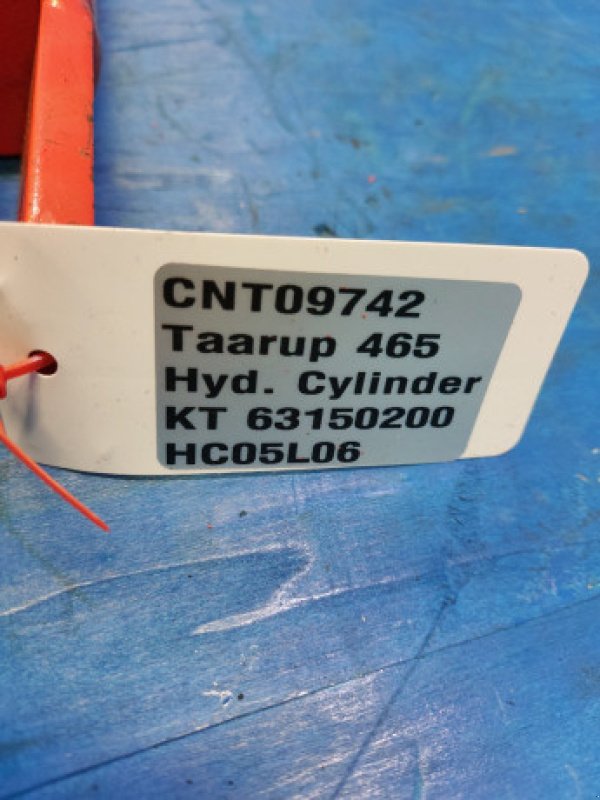 CNT09742
Taarup 465
Hyd. Cylinder
KT 63150200
HC05L06